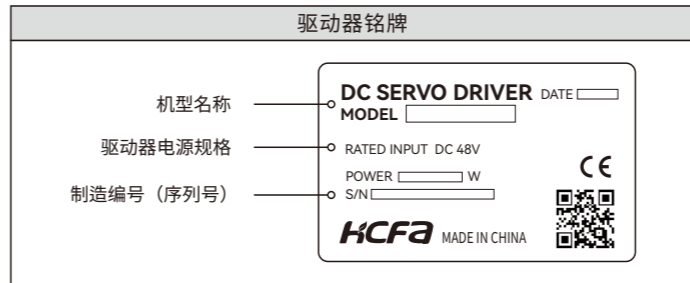 驱动器铭牌
机型名称
驱动器电源规格
制造编号（序列号）
DC SERVO DRIVER DATE
MODEL
RATED INPUT DC 48V
POWER W
S/N
CE
HCFA MADE IN CHINA